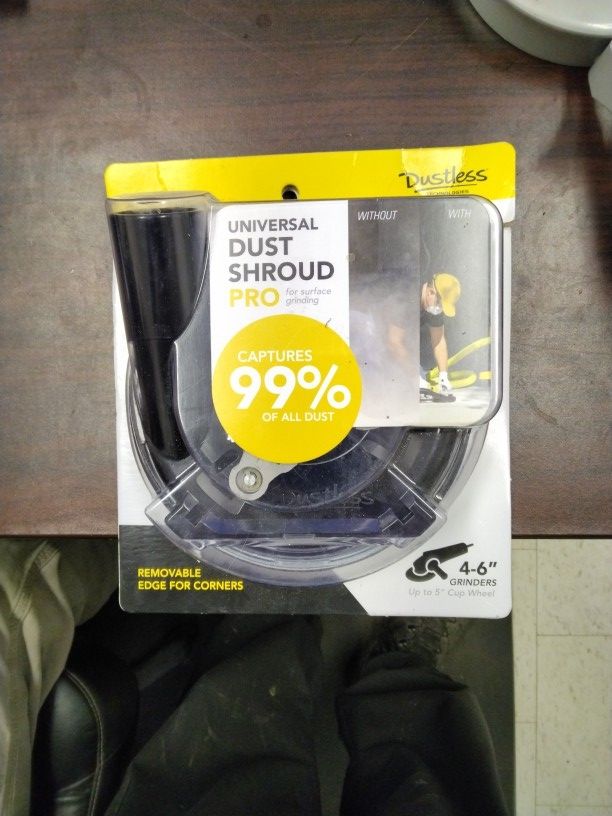 Dustless
TECHNOLOGIES
UNIVERSAL
DUST
SHROUD
PRO for surface
grinding
WITHOUT
WITH
CAPTURES
99%
OF ALL DUST
Dustless
REMOVABLE
EDGE FOR CORNERS
4-6"
GRINDERS
Up to 5" Cup Wheel